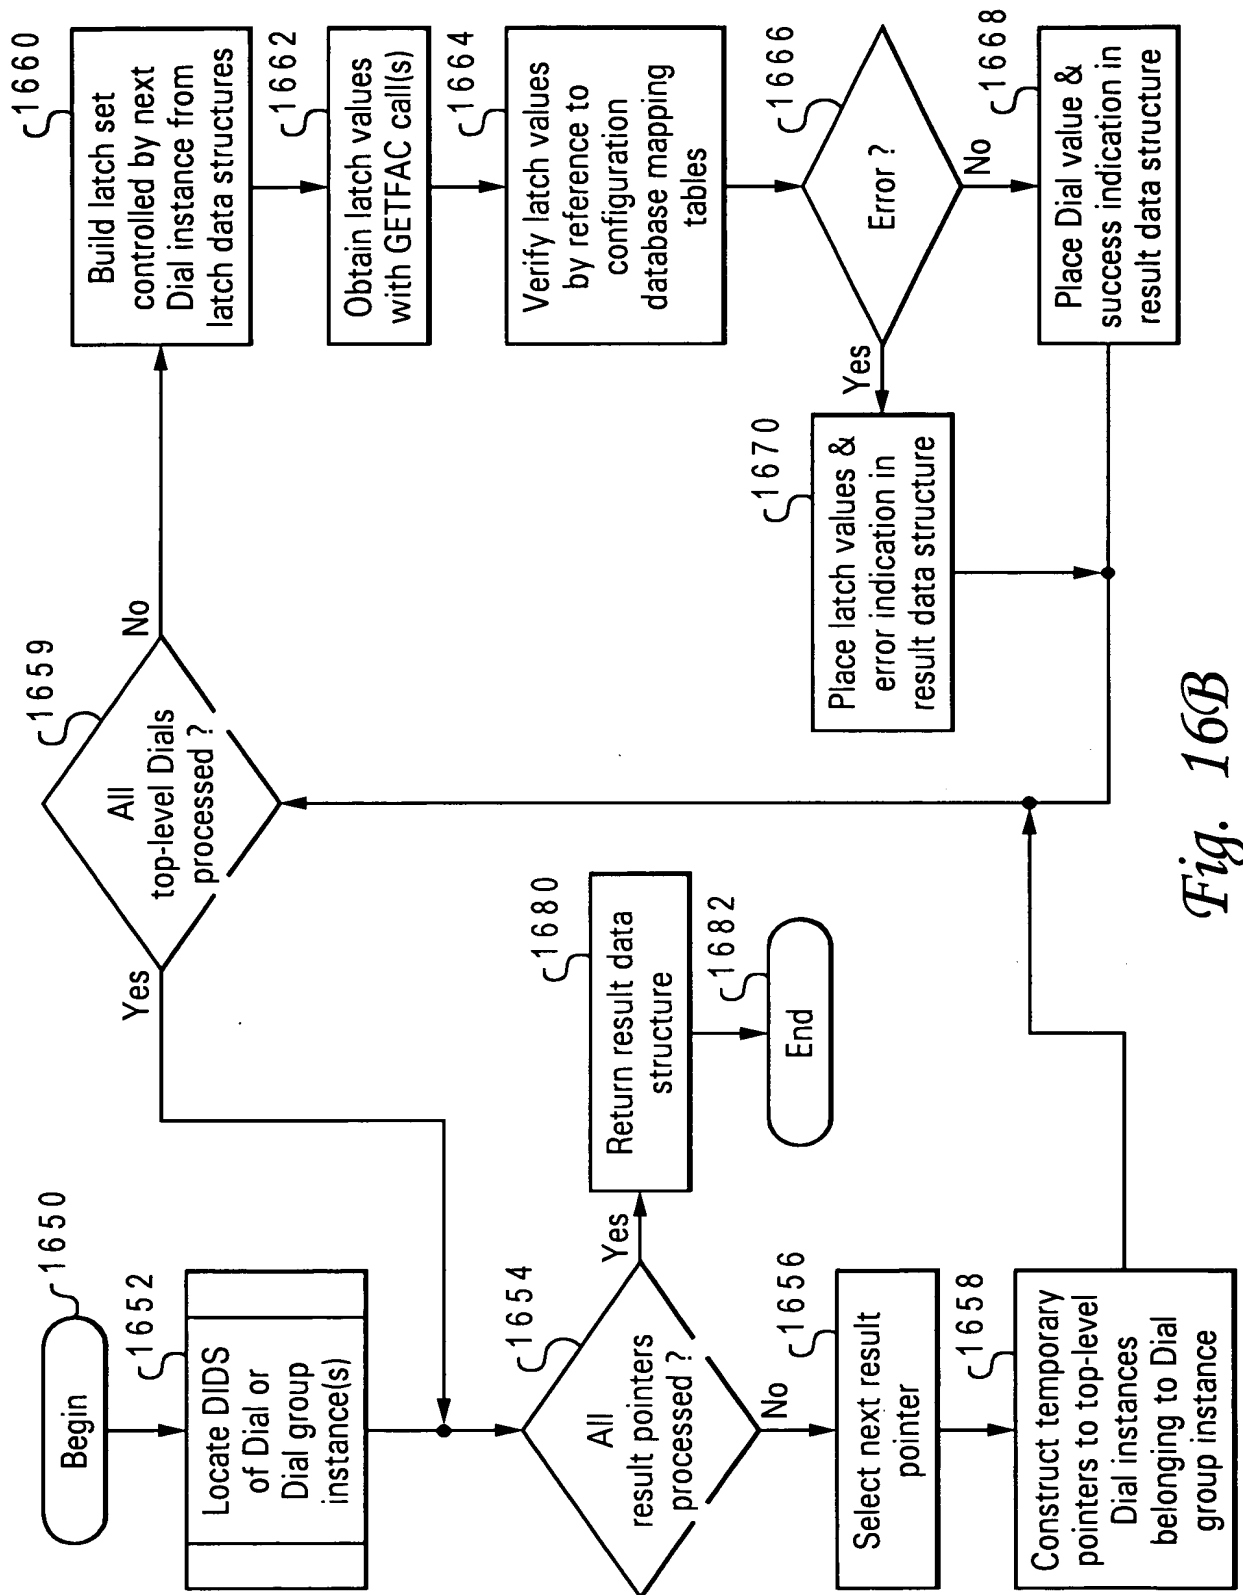 1650
Begin
1652
Locate DIDS
of Dial or
Dial group
instance(s)
1654
All
result pointers
processed ?
Yes
No
1656
Select next result
pointer
1658
Construct temporary
pointers to top-level
Dial instances
belonging to Dial
group instance
1680
Return result data
structure
1682
End
1659
All
top-level Dials
processed ?
Yes
No
1660
Build latch set
controlled by next
Dial instance from
latch data structures
1662
Obtain latch values
with GETFAC call(s)
1664
Verify latch values
by reference to
configuration
database mapping
tables
1666
Error ?
Yes
No
1670
Place latch values &
error indication in
result data structure
1668
Place Dial value &
success indication in
result data structure
Fig. 16B